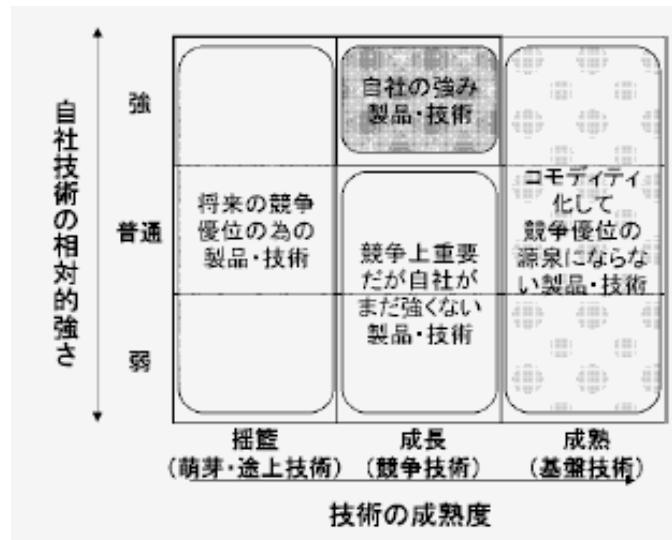 自社技術の相対的強さ
強
普通
弱
将来の競争
優位の為の
製品・技術
自社の強み
製品・技術
競争上重要
だが自社が
まだ強くない
製品・技術
コモディティ
化して
競争優位の
源泉にならな
い製品・技術
揺籃
(萌芽・途上技術)
成長
(競争技術)
成熟
(基盤技術)
技術の成熟度